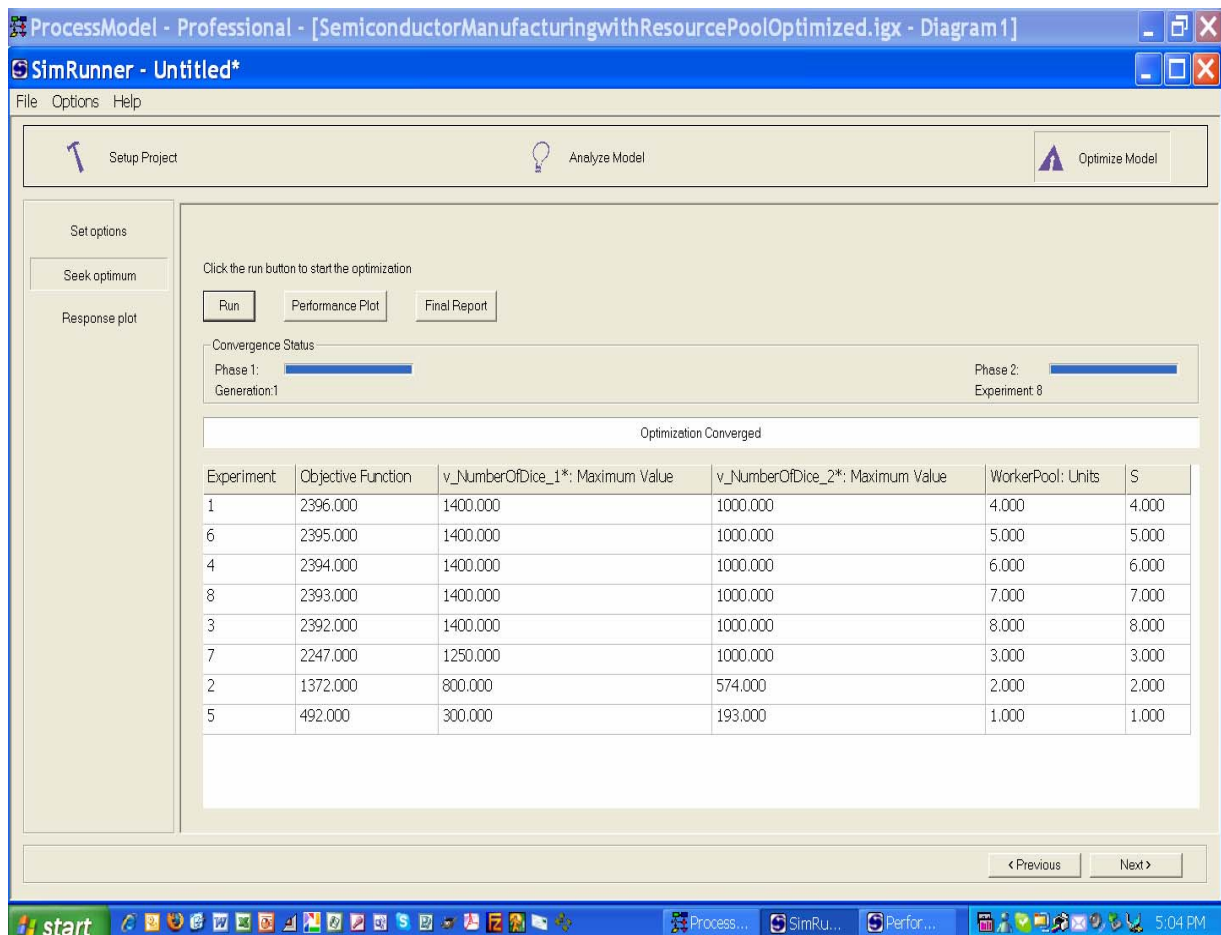 ProcessModel - Professional - [SemiconductorManufacturingwithResourcePoolOptimized.igx - Diagram1]
SimRunner - Untitled*
File Options Help
Setup Project Analyze Model Optimize Model
Set options
Seek optimum
Response plot
Click the run button to start the optimization
Run Performance Plot Final Report
Convergence Status
Phase 1: Phase 2:
Generation:1 Experiment: 8
Optimization Converged
Experiment Objective Function v_NumberOfDice_1*: Maximum Value v_NumberOfDice_2*: Maximum Value WorkerPool: Units S
1 2396.000 1400.000 1000.000 4.000 4.000
6 2395.000 1400.000 1000.000 5.000 5.000
4 2394.000 1400.000 1000.000 6.000 6.000
8 2393.000 1400.000 1000.000 7.000 7.000
3 2392.000 1400.000 1000.000 8.000 8.000
7 2247.000 1250.000 1000.000 3.000 3.000
2 1372.000 800.000 574.000 2.000 2.000
5 492.000 300.000 193.000 1.000 1.000
< Previous Next >
start Process... SimRu... Perfor... 5:04 PM